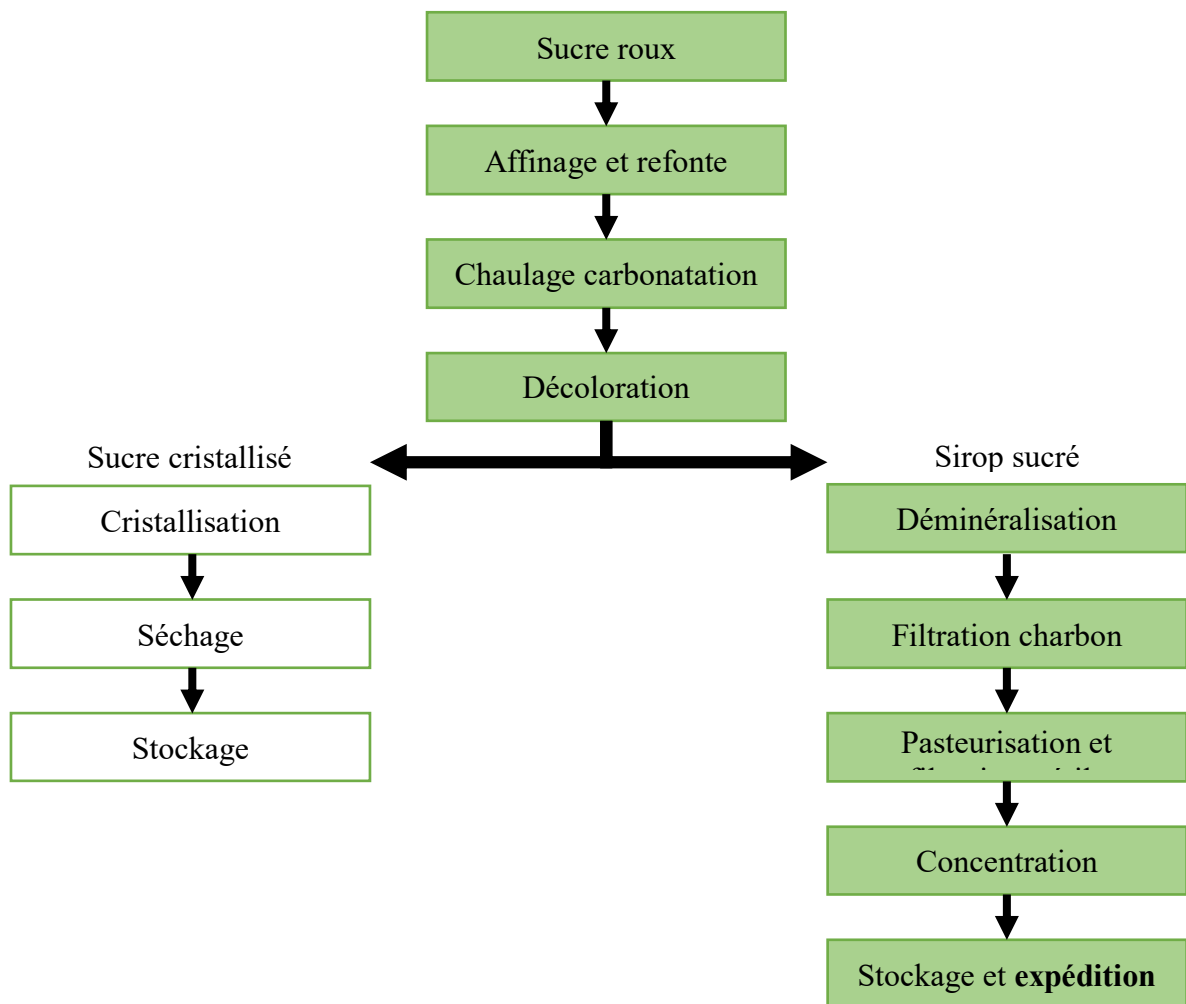 Sucre roux
Affinage et refonte
Chaulage carbonatation
Décoloration
Sucre cristallisé
Cristallisation
Séchage
Stockage
Sirop sucré
Déminéralisation
Filtration charbon
Pasteurisation et
Concentration
Stockage et expédition